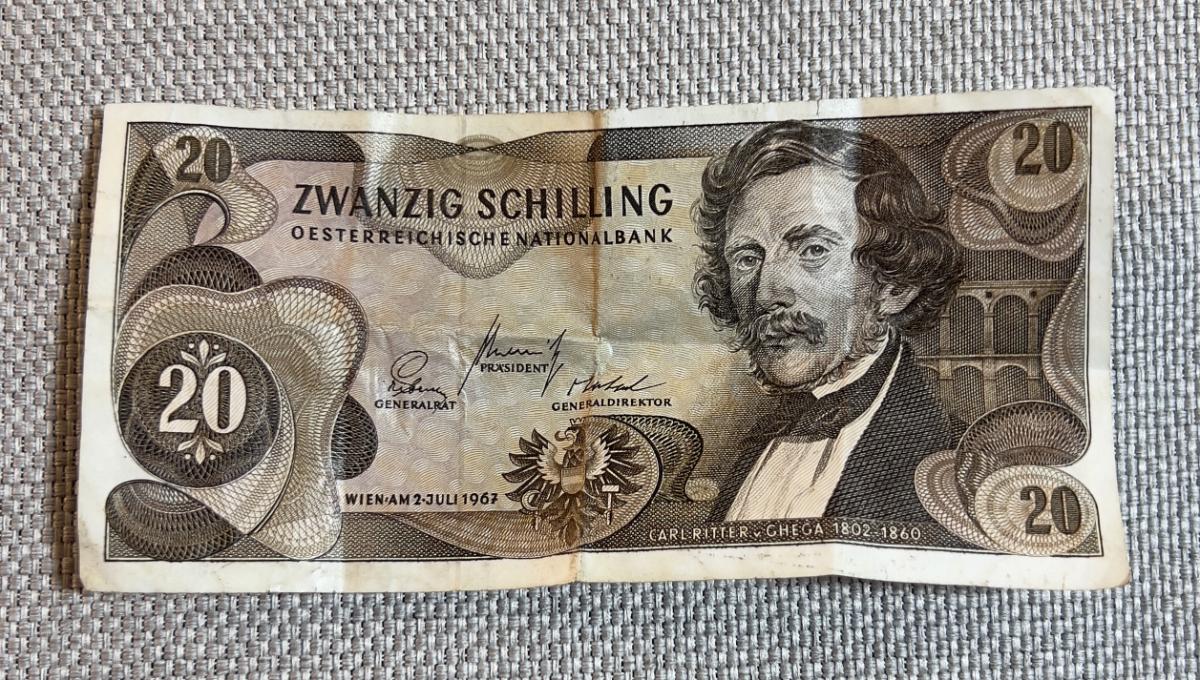 20
20
ZWANZIG SCHILLING
OESTERREICHISCHE NATIONALBANK
PRÄSIDENT
GENERALRAT
GENERALDIREKTOR
20
WIEN·AM 2·JULI 1967
CARL·RITTER v. GHEGA 1802-1860
20